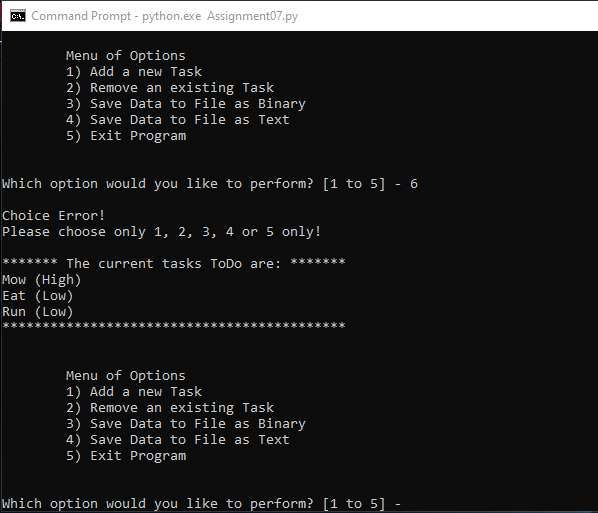 Command Prompt - python.exe Assignment07.py
Menu of Options
1) Add a new Task
2) Remove an existing Task
3) Save Data to File as Binary
4) Save Data to File as Text
5) Exit Program
Which option would you like to perform? [1 to 5] - 6
Choice Error!
Please choose only 1, 2, 3, 4 or 5 only!
******* The current tasks ToDo are: *******
Mow (High)
Eat (Low)
Run (Low)
*******************************************
Menu of Options
1) Add a new Task
2) Remove an existing Task
3) Save Data to File as Binary
4) Save Data to File as Text
5) Exit Program
Which option would you like to perform? [1 to 5] -